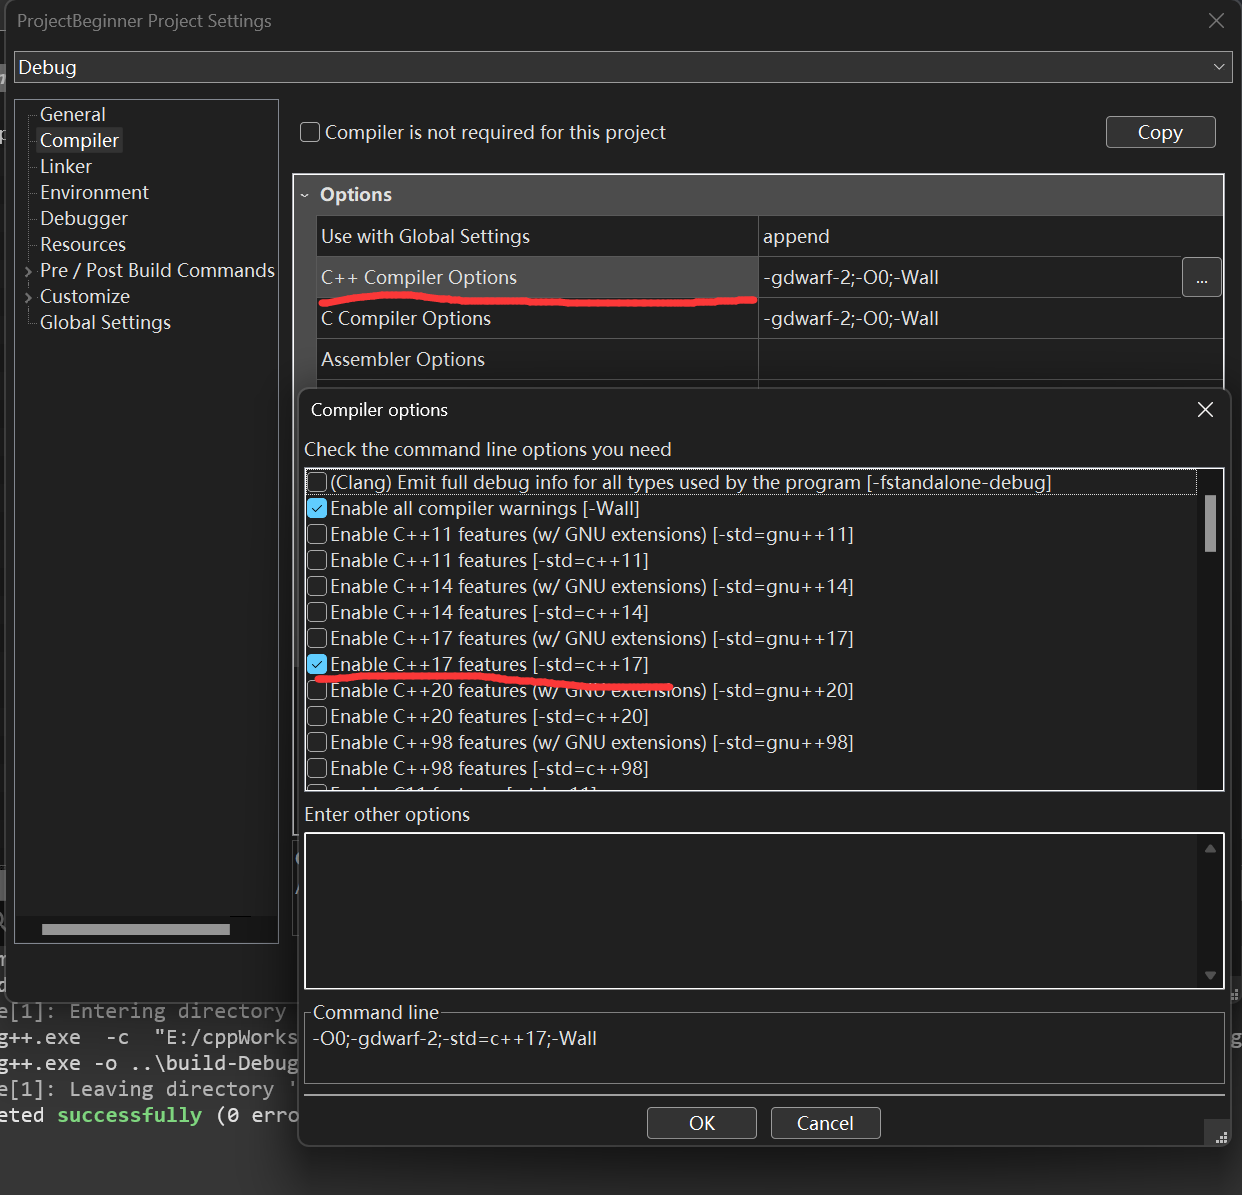 ProjectBeginner Project Settings
Debug
General
Compiler
Linker
Environment
Debugger
Resources
Pre / Post Build Commands
Customize
Global Settings
Compiler is not required for this project
Copy
Options
Use with Global Settings append
C++ Compiler Options -gdwarf-2;-O0;-Wall ...
C Compiler Options -gdwarf-2;-O0;-Wall
Assembler Options
Compiler options
Check the command line options you need
(Clang) Emit full debug info for all types used by the program [-fstandalone-debug]
Enable all compiler warnings [-Wall]
Enable C++11 features (w/ GNU extensions) [-std=gnu++11]
Enable C++11 features [-std=c++11]
Enable C++14 features (w/ GNU extensions) [-std=gnu++14]
Enable C++14 features [-std=c++14]
Enable C++17 features (w/ GNU extensions) [-std=gnu++17]
Enable C++17 features [-std=c++17]
Enable C++20 features (w/ GNU extensions) [-std=gnu++20]
Enable C++20 features [-std=c++20]
Enable C++98 features (w/ GNU extensions) [-std=gnu++98]
Enable C++98 features [-std=c++98]
Enter other options
Command line
-O0;-gdwarf-2;-std=c++17;-Wall
OK
Cancel
e[1]: Entering directory
g++.exe -c "E:/cppWorks
g++.exe -o ..\build-Debug
e[1]: Leaving directory '
eted successfully (0 erro